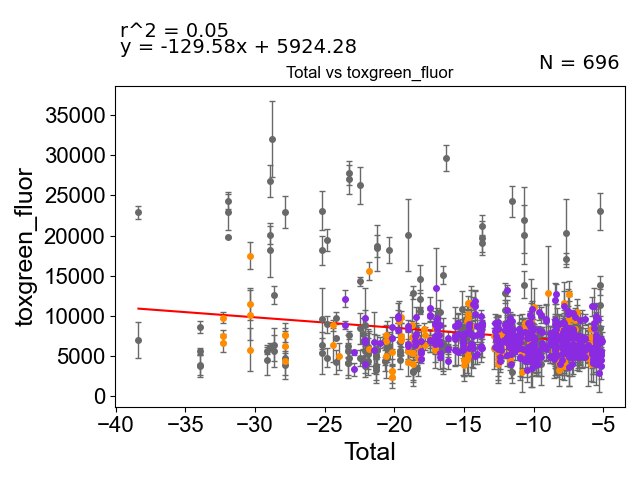 r^2 = 0.05
y = -129.58x + 5924.28
N = 696
Total vs toxgreen_fluor
toxgreen_fluor
35000
30000
25000
20000
15000
10000
5000
0
−40 −35 −30 −25 −20 −15 −10 −5
Total